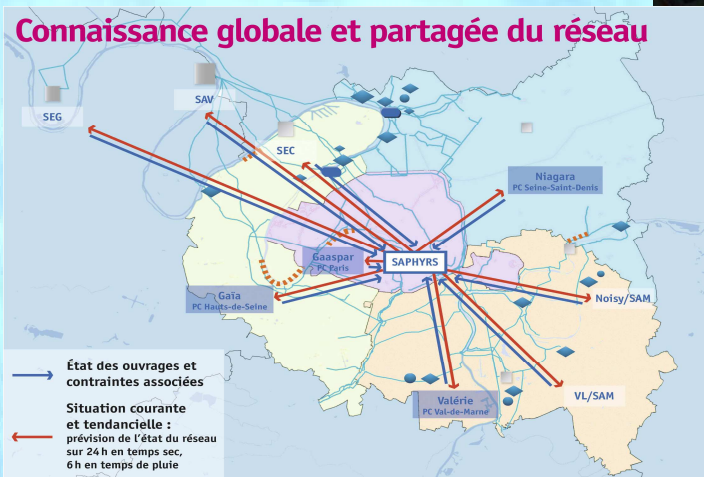 Connaissance globale et partagée du réseau
SEG
SAV
SEC
Niagara
PC Seine-Saint-Denis
Gaaspar
PC Paris
SAPHYRS
Gaïa
PC Hauts-de-Seine
Noisy/SAM
Valérie
PC Val-de-Marne
VL/SAM
État des ouvrages et
contraintes associées
Situation courante
et tendancielle :
prévision de l'état du réseau
sur 24 h en temps sec,
6 h en temps de pluie